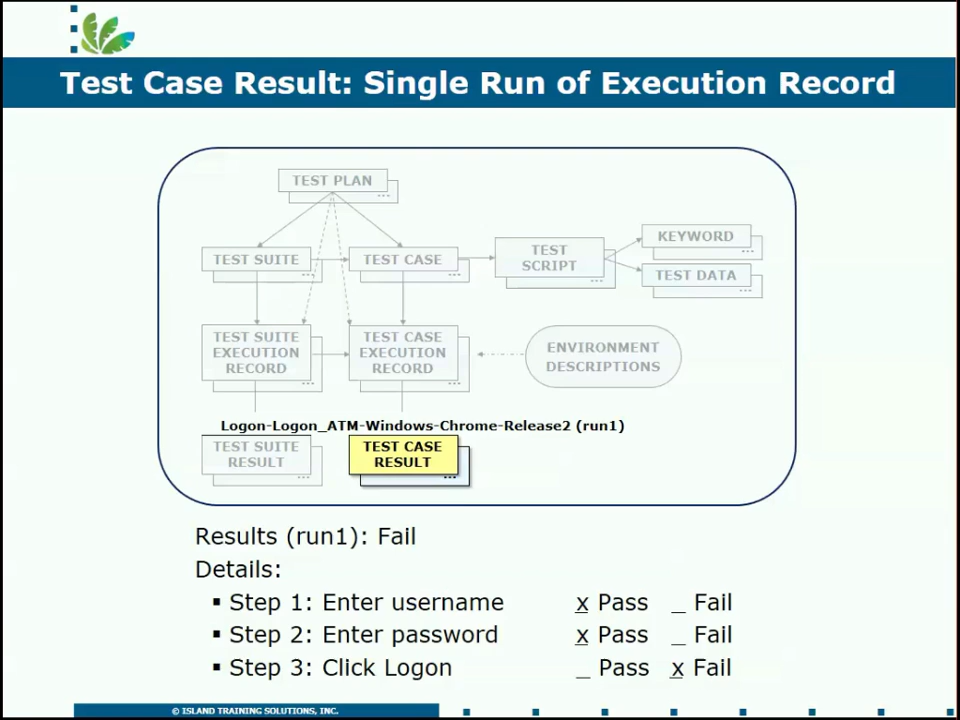 Test Case Result: Single Run of Execution Record
TEST PLAN
...
TEST SUITE
...
TEST CASE
...
TEST
SCRIPT
...
KEYWORD
...
TEST DATA
...
TEST SUITE
EXECUTION
RECORD
...
TEST CASE
EXECUTION
RECORD
...
ENVIRONMENT
DESCRIPTIONS
Logon-Logon_ATM-Windows-Chrome-Release2 (run1)
TEST SUITE
RESULT
...
TEST CASE
RESULT
...
Results (run1): Fail
Details:
▪ Step 1: Enter username x Pass _ Fail
▪ Step 2: Enter password x Pass _ Fail
▪ Step 3: Click Logon _ Pass x Fail
© ISLAND TRAINING SOLUTIONS, INC.